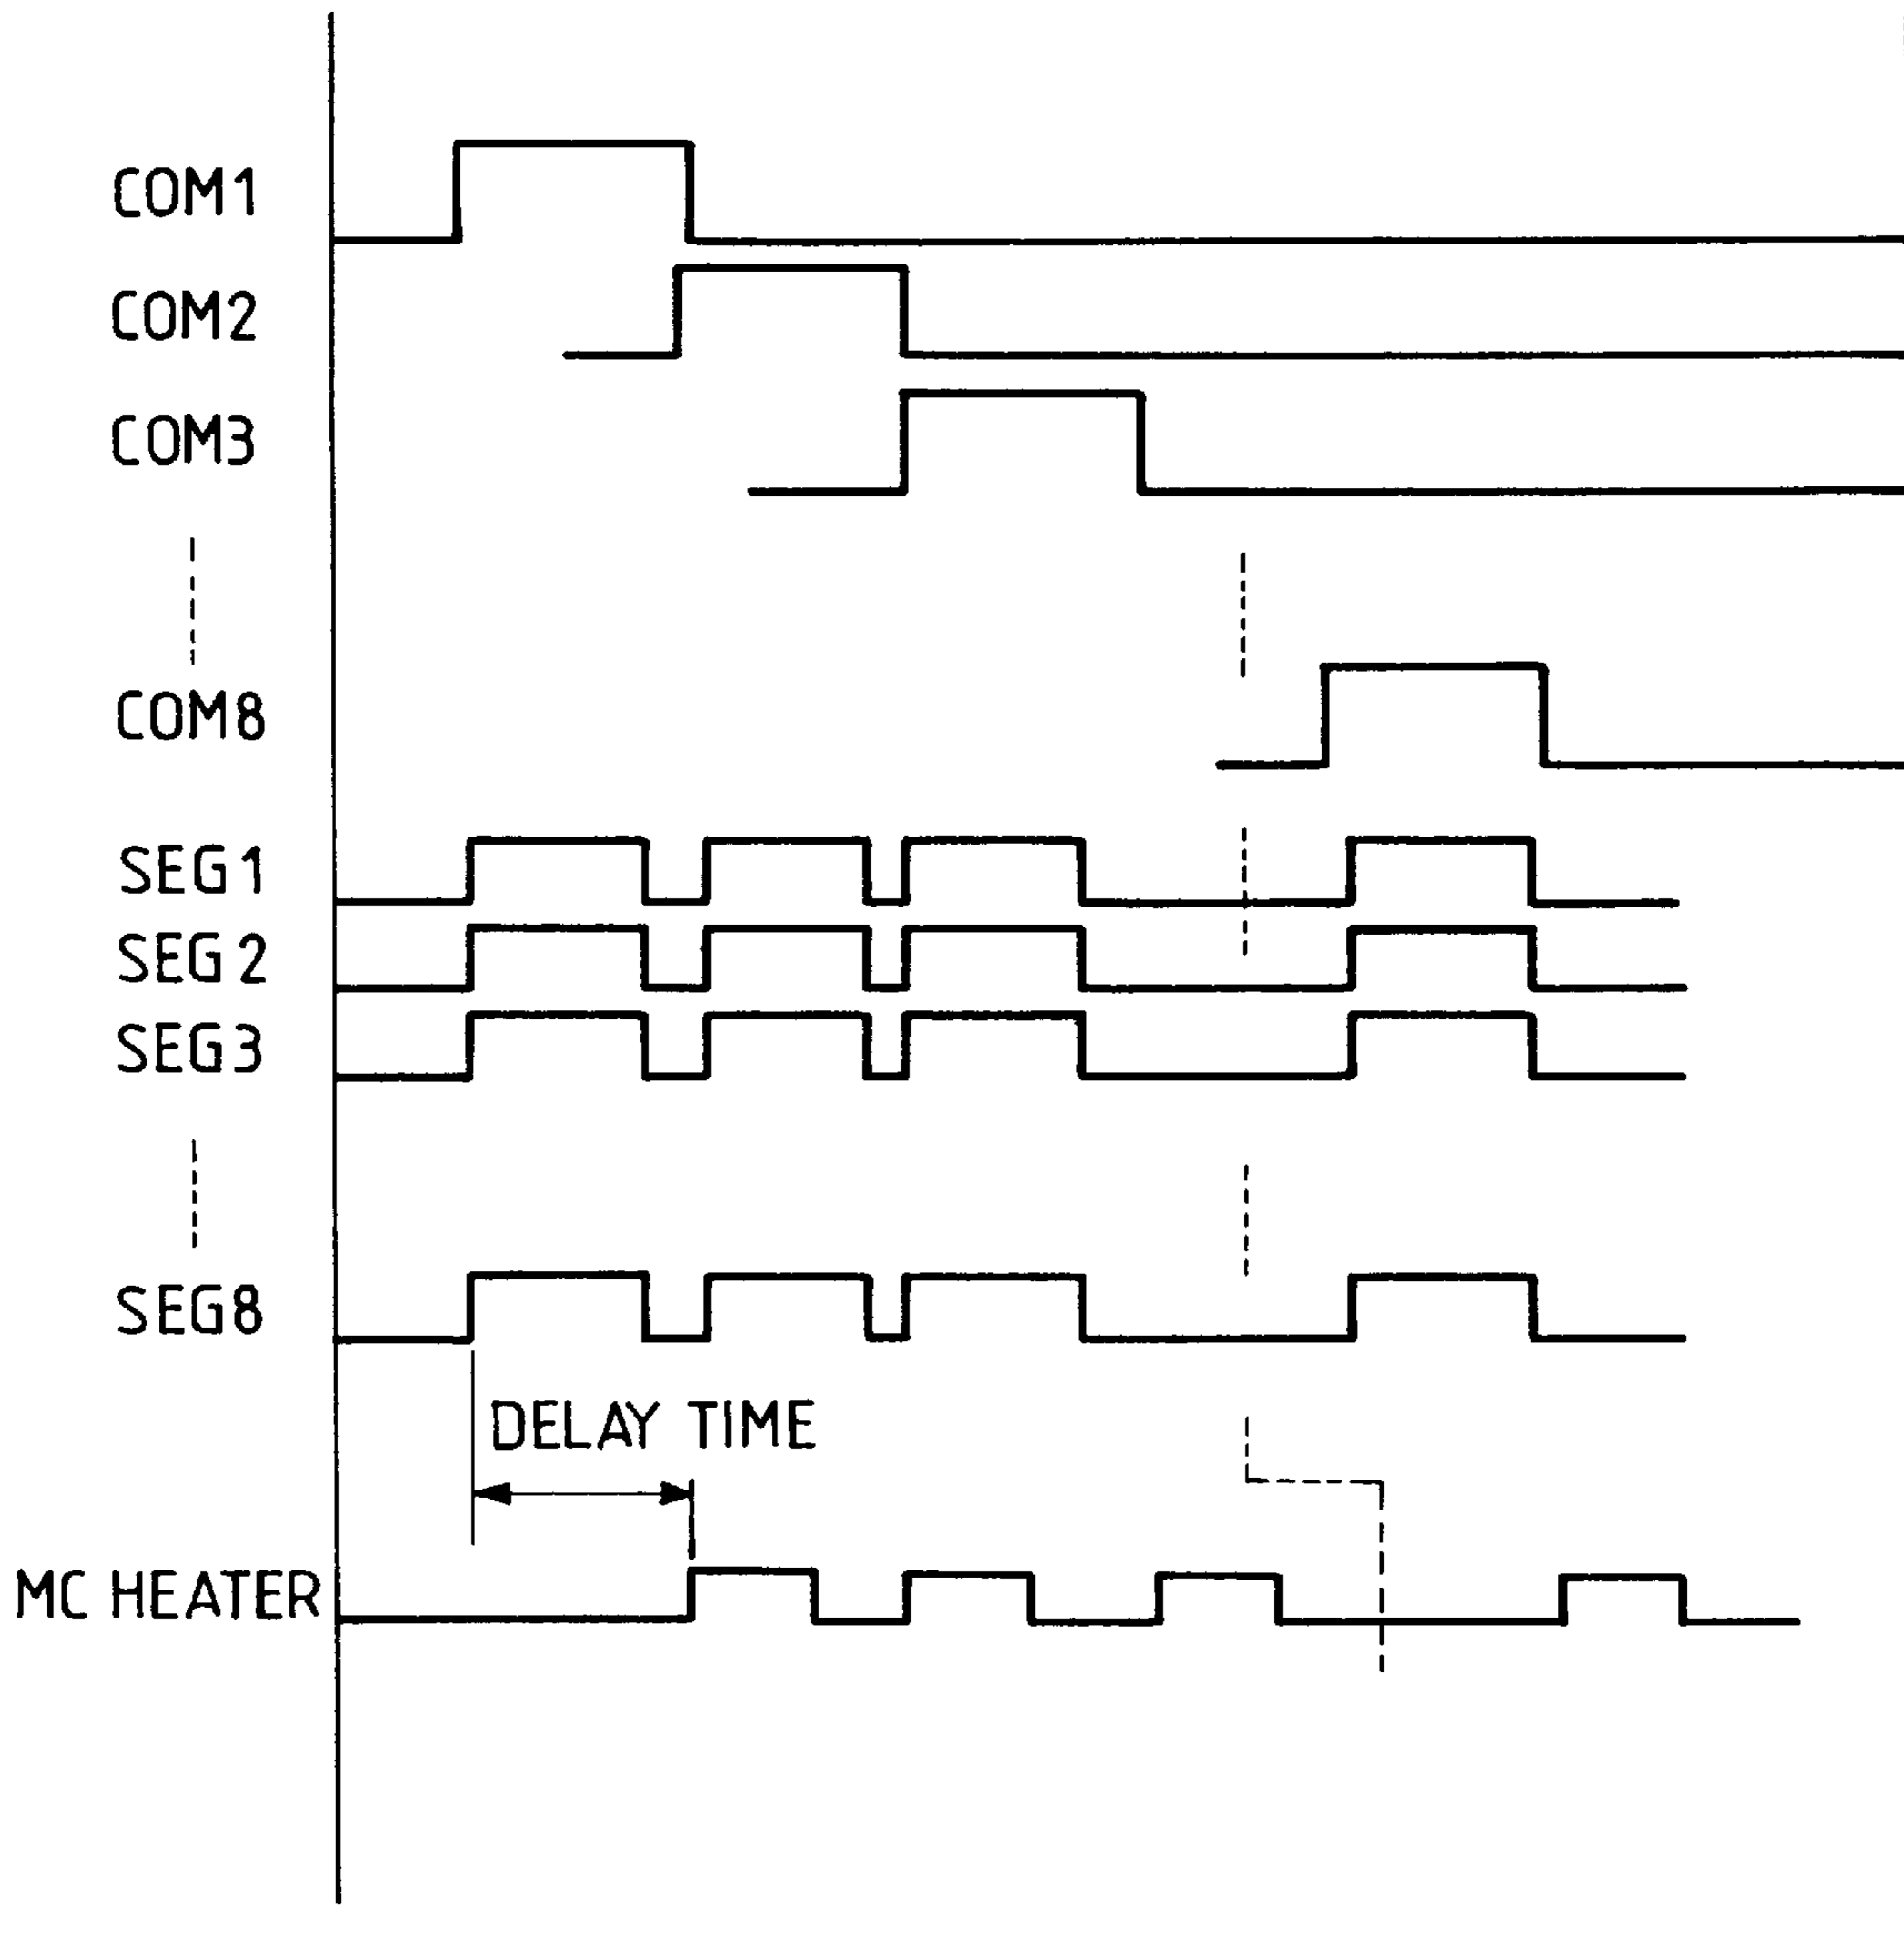 COM1
COM2
COM3
COM8
SEG1
SEG2
SEG3
SEG8
DELAY TIME
MC HEATER